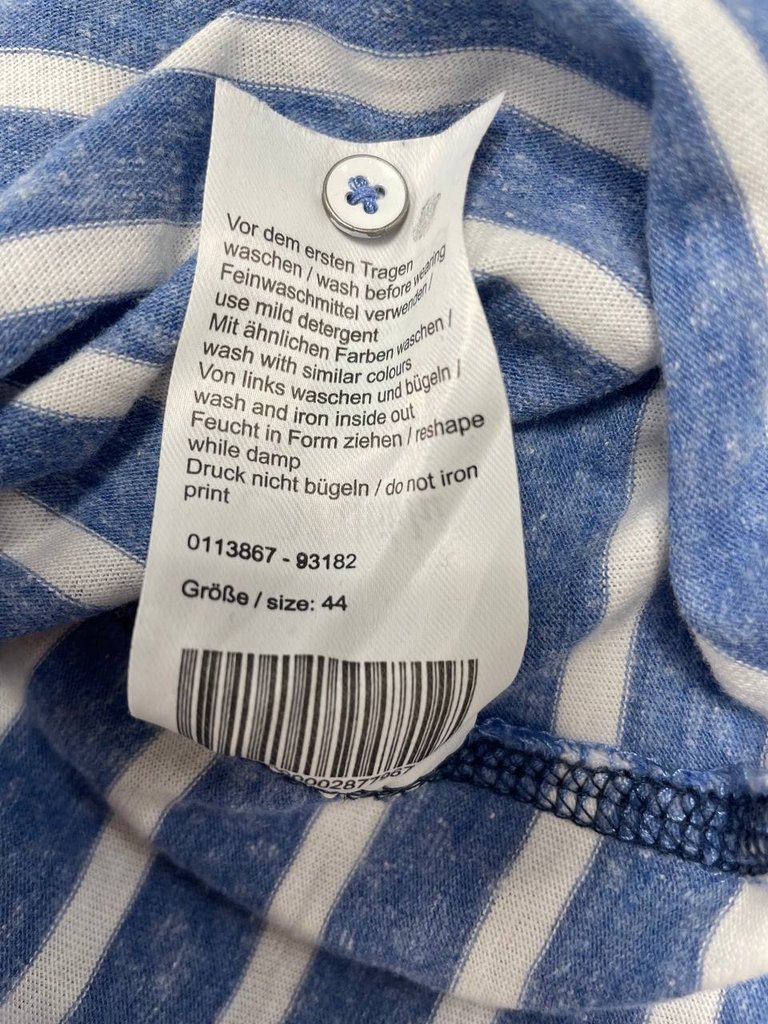 Vor dem ersten Tragen
waschen / wash before wearing
Feinwaschmittel verwenden /
use mild detergent
Mit ähnlichen Farben waschen /
wash with similar colours
Von links waschen und bügeln /
wash and iron inside out
Feucht in Form ziehen / reshape
while damp
Druck nicht bügeln / do not iron
print
0113867 - 93182
Größe / size: 44